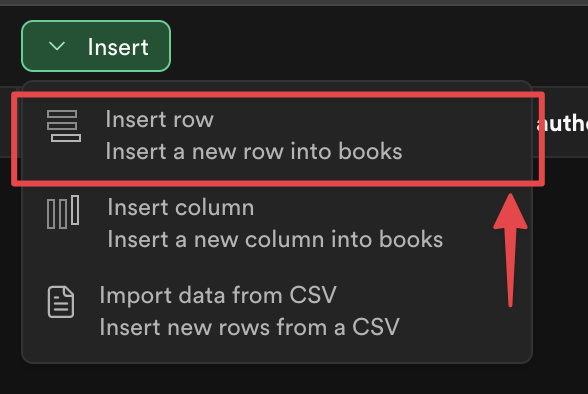 Insert
Insert row
Insert a new row into books
Insert column
Insert a new column into books
Import data from CSV
Insert new rows from a CSV